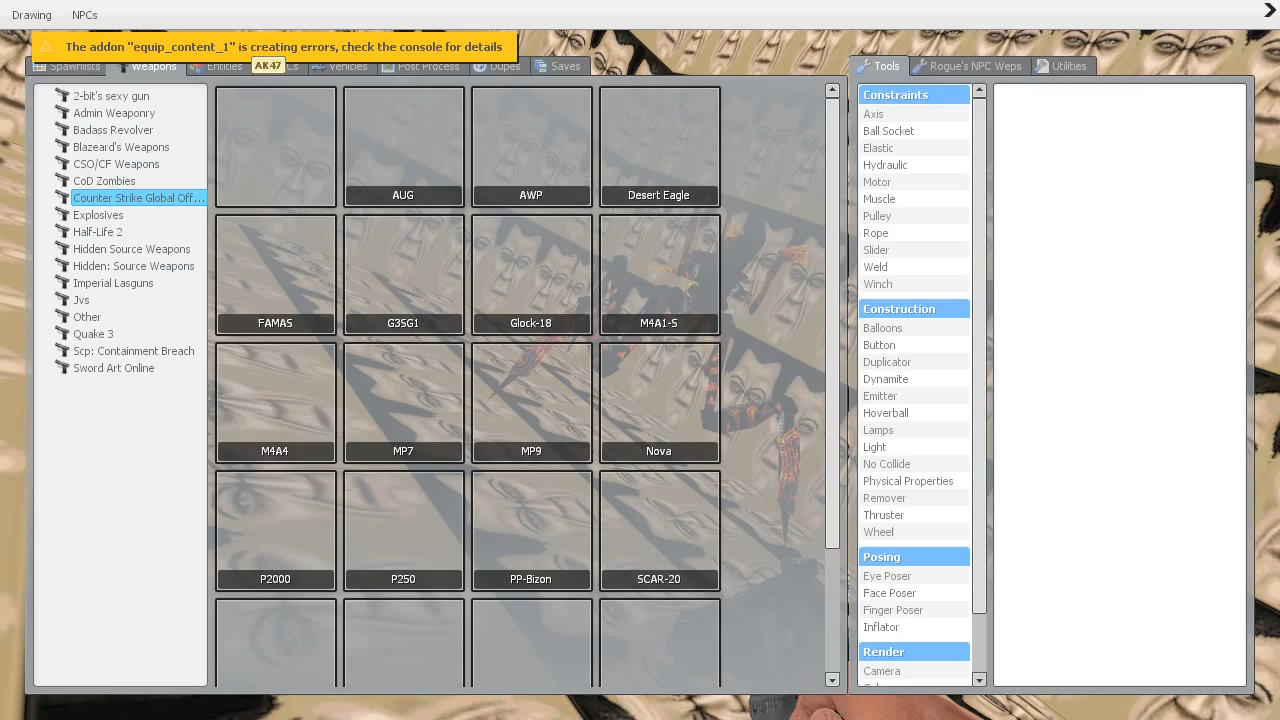 Drawing NPCs
The addon "equip_content_1" is creating errors, check the console for details
Spawnlists Weapons Entities AK47 Cs Vehicles Post Process Dupes Saves
Tools Rogue's NPC Weps Utilities
2-bit's sexy gun
Admin Weaponry
Badass Revolver
Blazeard's Weapons
CSO/CF Weapons
CoD Zombies
Counter Strike Global Off...
Explosives
Half-Life 2
Hidden Source Weapons
Hidden: Source Weapons
Imperial Lasguns
Jvs
Other
Quake 3
Scp: Containment Breach
Sword Art Online
AUG AWP Desert Eagle
FAMAS G3SG1 Glock-18 M4A1-S
M4A4 MP7 MP9 Nova
P2000 P250 PP-Bizon SCAR-20
Constraints
Axis
Ball Socket
Elastic
Hydraulic
Motor
Muscle
Pulley
Rope
Slider
Weld
Winch
Construction
Balloons
Button
Duplicator
Dynamite
Emitter
Hoverball
Lamps
Light
No Collide
Physical Properties
Remover
Thruster
Wheel
Posing
Eye Poser
Face Poser
Finger Poser
Inflator
Render
Camera